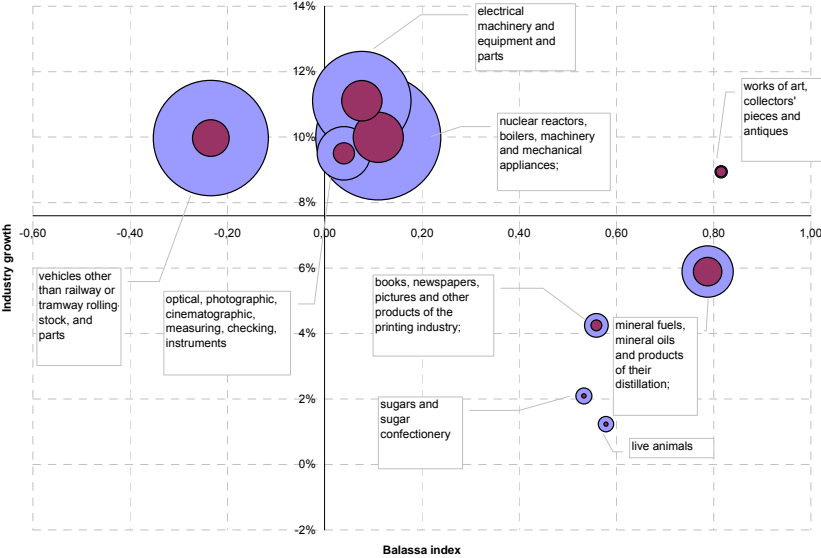 14%
electrical
machinery and
equipment and
parts
12%
works of art,
collectors'
pieces and
antiques
nuclear reactors,
boilers, machinery
and mechanical
appliances;
10%
8%
-0,60
-0,40
-0,20
0,00
0,20
0,40
0,60
0,80
1,00
Industry growth
6%
vehicles other
than railway or
tramway rolling-
stock, and
parts
optical, photographic,
cinematographic,
measuring, checking,
instruments
books, newspapers,
pictures and other
products of the
printing industry;
mineral fuels,
mineral oils
and products
of their
distillation;
4%
2%
sugars and
sugar
confectionery
live animals
0%
-2%
Balassa index